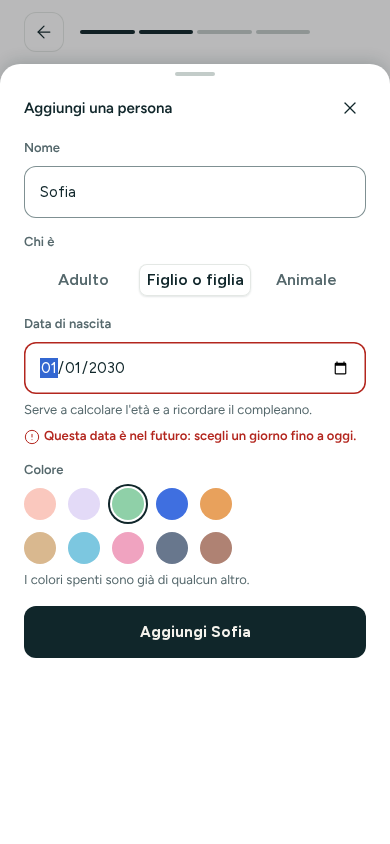 Aggiungi una persona
Nome
Sofia
Chi è
Adulto
Figlio o figlia
Animale
Data di nascita
01/01/2030
Serve a calcolare l'età e a ricordare il compleanno.
Questa data è nel futuro: scegli un giorno fino a oggi.
Colore
I colori spenti sono già di qualcun altro.
Aggiungi Sofia